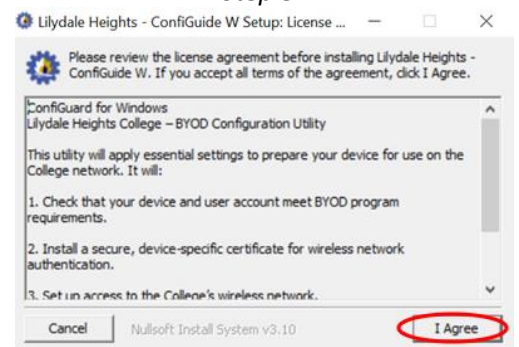 Lilydale Heights - ConfiGuide W Setup: License ...
Please review the license agreement before installing Lilydale Heights -
ConfiGuide W. If you accept all terms of the agreement, click I Agree.
ConfiGuard for Windows
Lilydale Heights College – BYOD Configuration Utility
This utility will apply essential settings to prepare your device for use on the
College network. It will:
1. Check that your device and user account meet BYOD program
requirements.
2. Install a secure, device-specific certificate for wireless network
authentication.
3. Set up access to the College's wireless network.
Cancel
Nullsoft Install System v3.10
I Agree